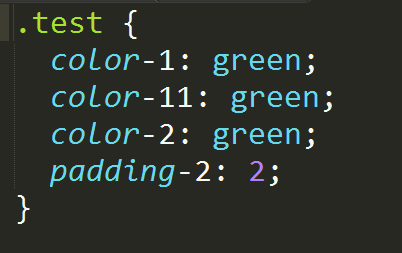 .test {
  color-1: green;
  color-11: green;
  color-2: green;
  padding-2: 2;
}